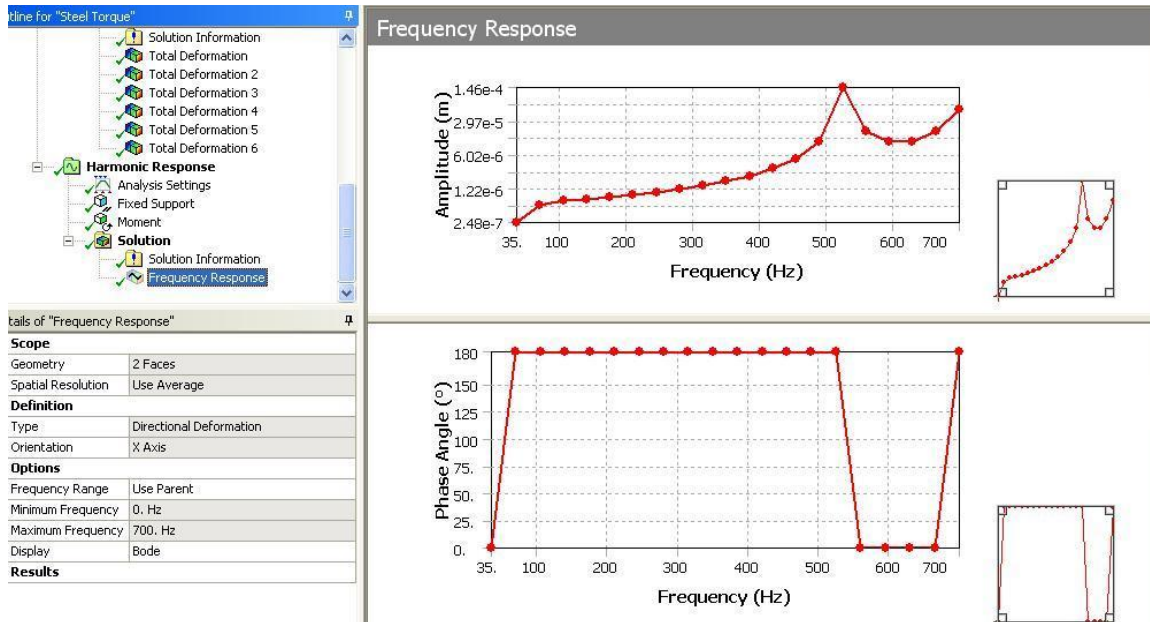 utline for "Steel Torque"
Solution Information
Total Deformation
Total Deformation 2
Total Deformation 3
Total Deformation 4
Total Deformation 5
Total Deformation 6
Harmonic Response
Analysis Settings
Fixed Support
Moment
Solution
Solution Information
Frequency Response
tails of "Frequency Response"
Scope
Geometry 2 Faces
Spatial Resolution Use Average
Definition
Type Directional Deformation
Orientation X Axis
Options
Frequency Range Use Parent
Minimum Frequency 0. Hz
Maximum Frequency 700. Hz
Display Bode
Results
Frequency Response
Amplitude (m)
1.46e-4
2.97e-5
6.02e-6
1.22e-6
2.48e-7
35. 100 200 300 400 500 600 700
Frequency (Hz)
Phase Angle (°)
180
150
125
100
75.
50.
25.
0.
35. 100 200 300 400 500 600 700
Frequency (Hz)